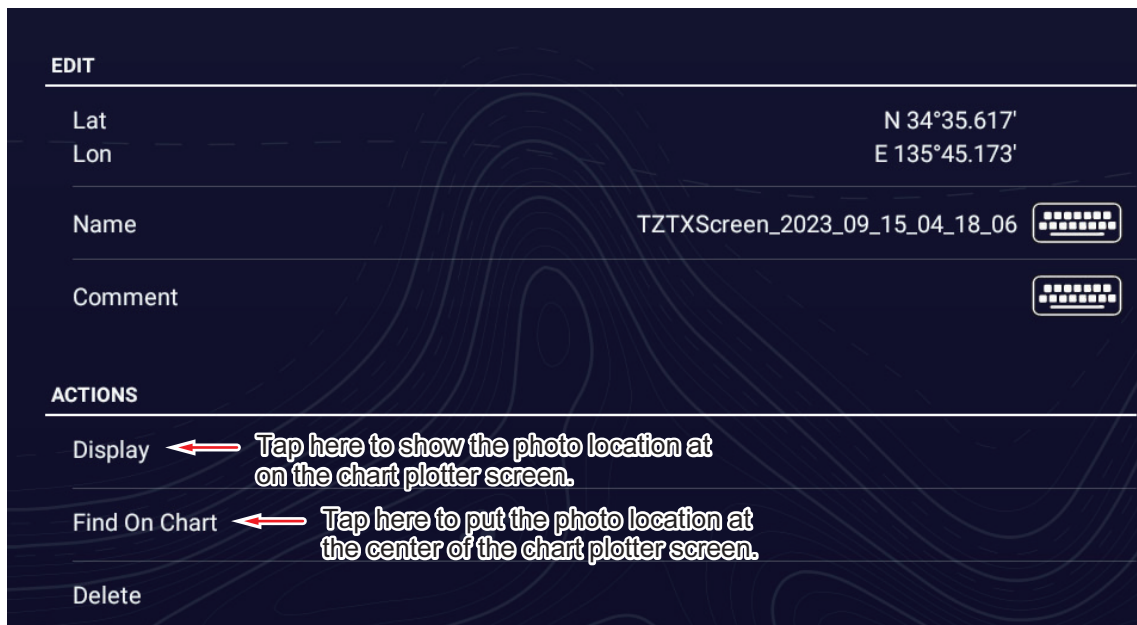 EDIT
Lat N 34°35.617'
Lon E 135°45.173'
Name TZTXScreen_2023_09_15_04_18_06
Comment
ACTIONS
Display Tap here to show the photo location at
on the chart plotter screen.
Find On Chart Tap here to put the photo location at
the center of the chart plotter screen.
Delete